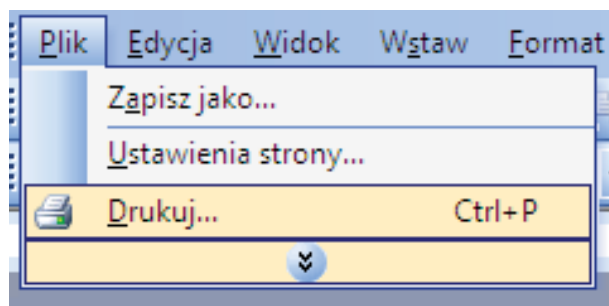 Plik Edycja Widok Wstaw Format
Zapisz jako...
Ustawienia strony...
Drukuj... Ctrl+P